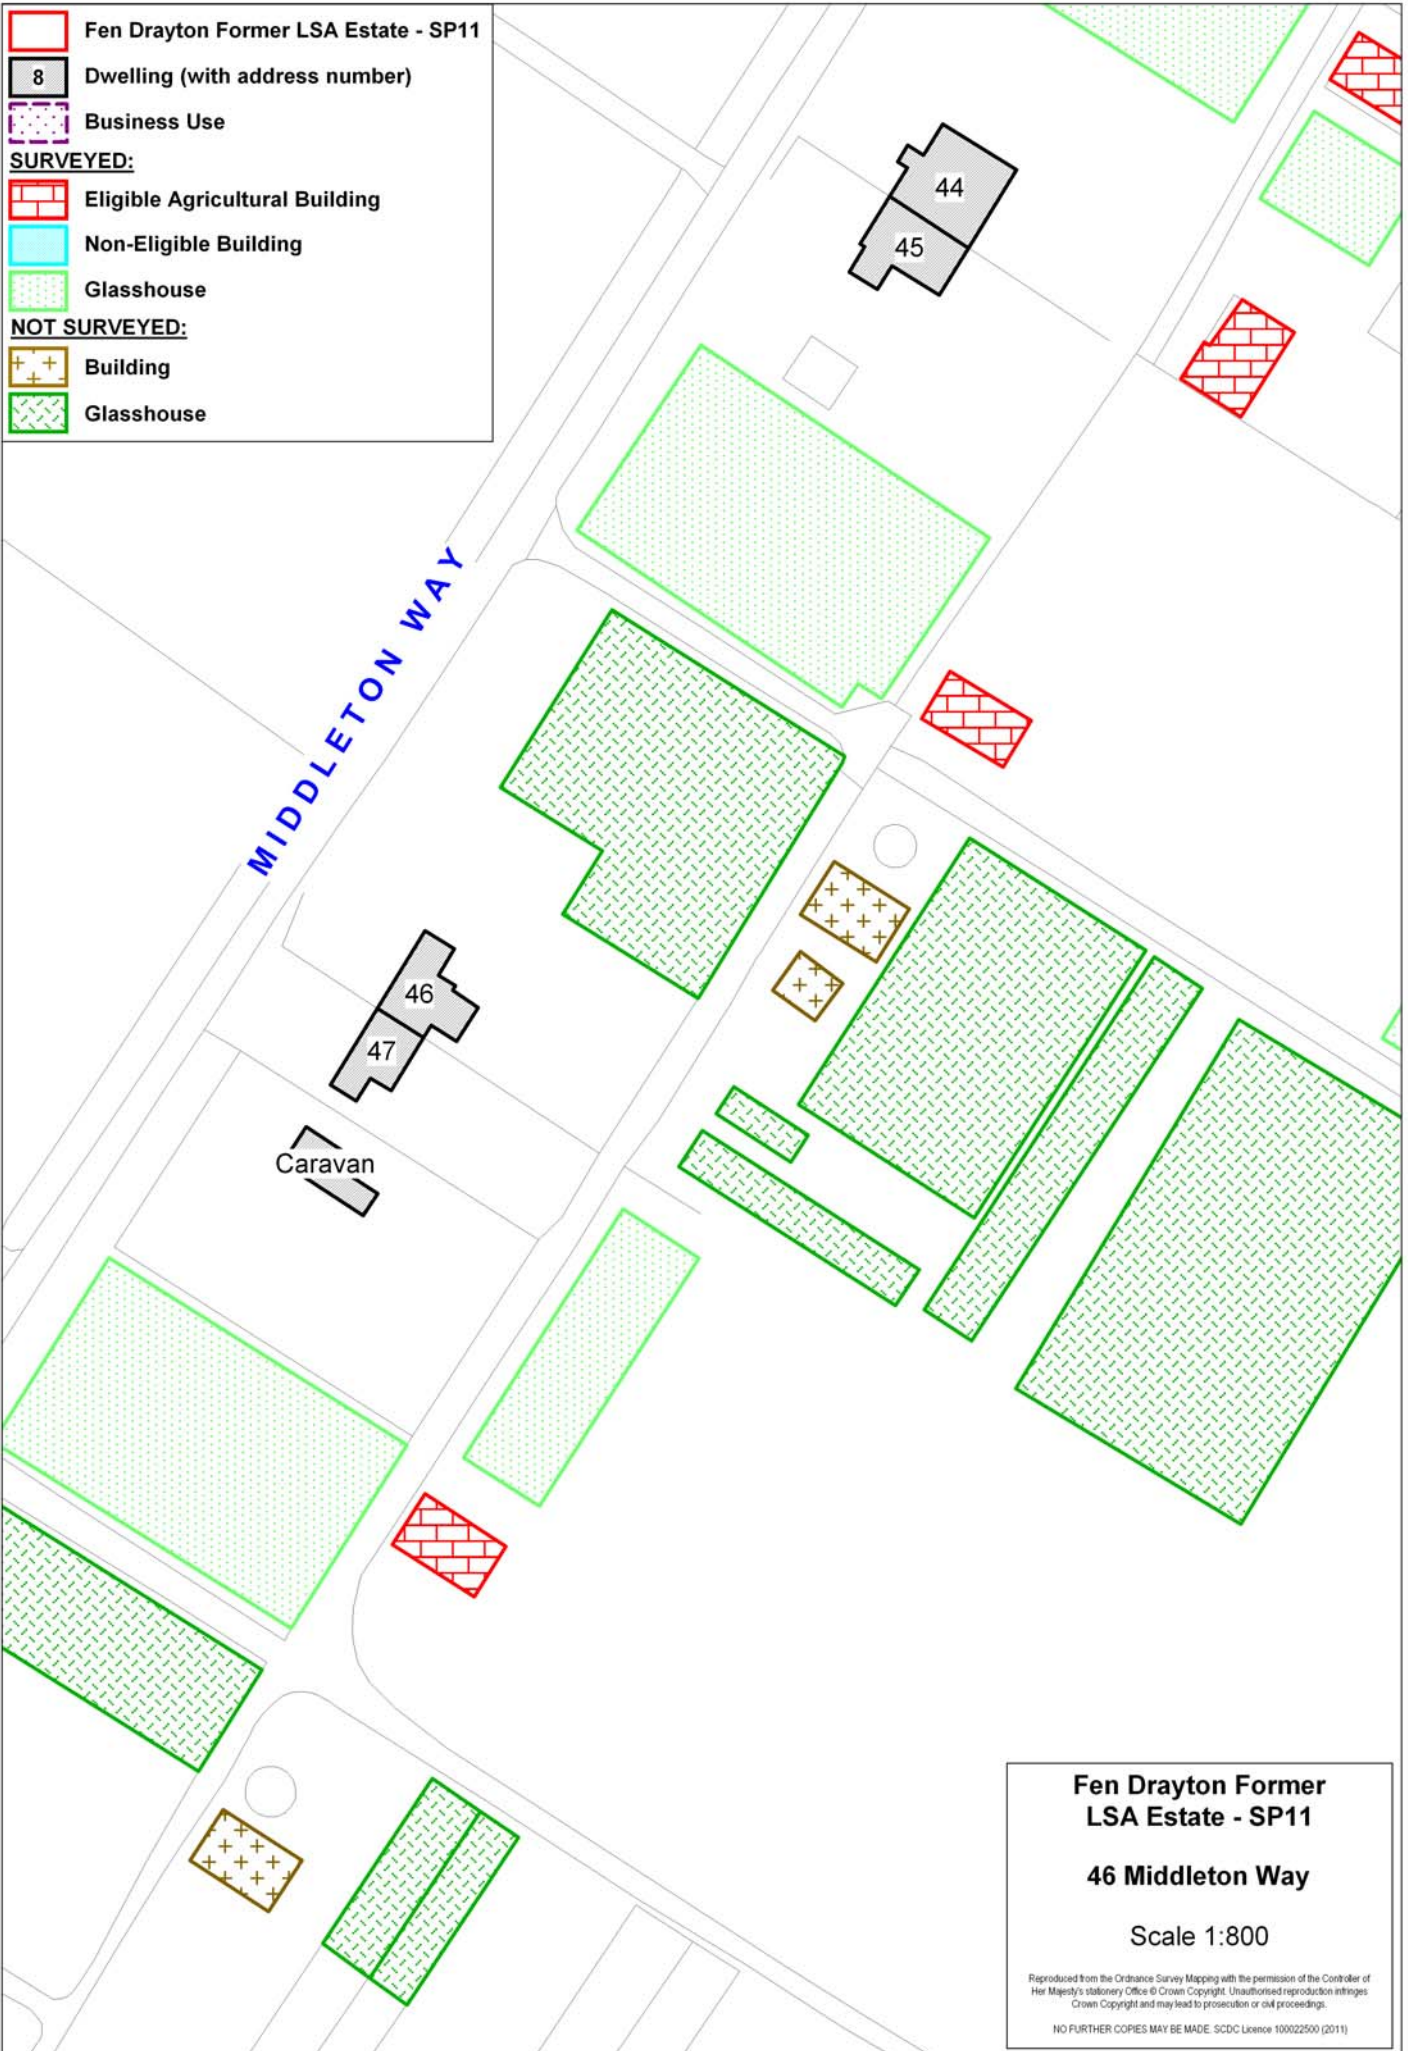 Fen Drayton Former LSA Estate - SP11
8 Dwelling (with address number)
Business Use
SURVEYED:
Eligible Agricultural Building
Non-Eligible Building
Glasshouse
NOT SURVEYED:
Building
Glasshouse
44
45
MIDDLETON WAY
46
47
Caravan
Fen Drayton Former
LSA Estate - SP11
46 Middleton Way
Scale 1:800
Reproduced from the Ordnance Survey Mapping with the permission of the Controller of
Her Majesty's stationery Office © Crown Copyright. Unauthorised reproduction infringes
Crown Copyright and may lead to prosecution or civil proceedings.
NO FURTHER COPIES MAY BE MADE. SCDC Licence 100022500 (2011)